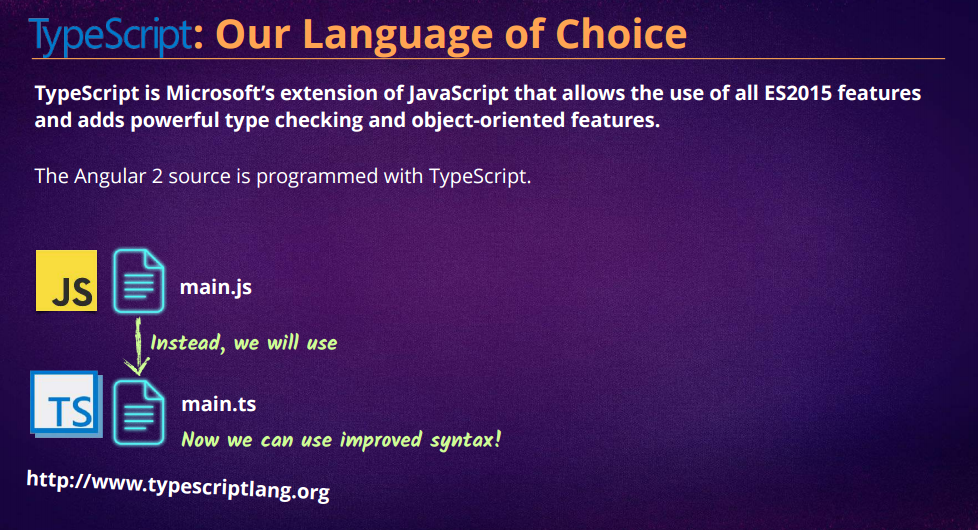 TypeScript: Our Language of Choice
TypeScript is Microsoft’s extension of JavaScript that allows the use of all ES2015 features
and adds powerful type checking and object-oriented features.
The Angular 2 source is programmed with TypeScript.
JS
main.js
Instead, we will use
TS
main.ts
Now we can use improved syntax!
http://www.typescriptlang.org